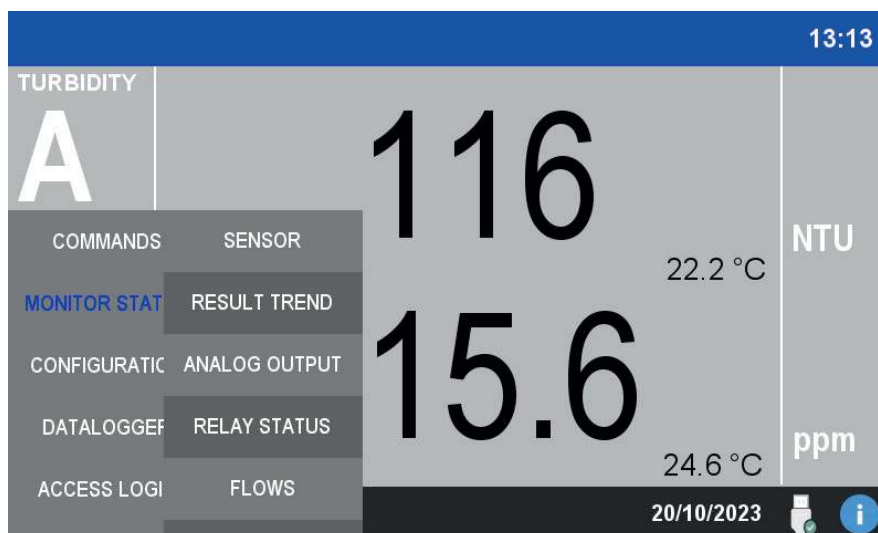 13:13
TURBIDITY
A
116
NTU
22.2 °C
15.6
ppm
24.6 °C
COMMANDS
MONITOR STAT
CONFIGURATIC
DATALOGGEF
ACCESS LOGI
SENSOR
RESULT TREND
ANALOG OUTPUT
RELAY STATUS
FLOWS
20/10/2023
i